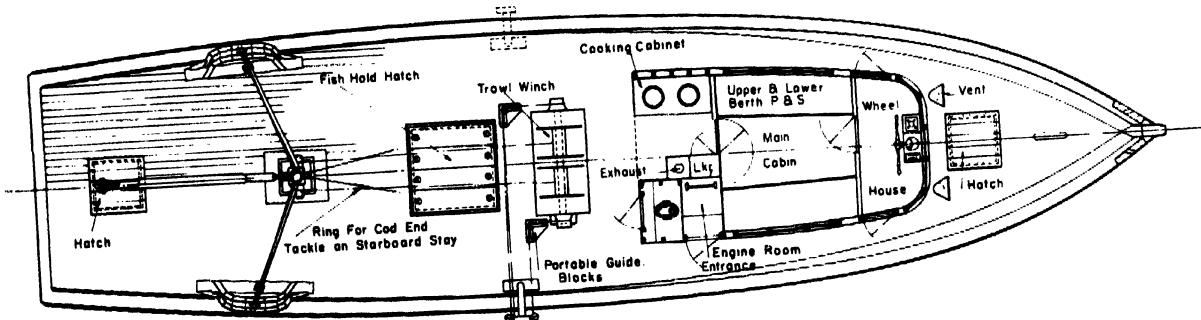 Cooking Cabinet
Fish Hold Hatch
Trawl Winch
Upper & Lower
Berth P & S
Wheel
Vent
Main
Cabin
Exhaust
Lkr
House
Hatch
Hatch
Ring For Cod End
Tackle on Starboard Stay
Engine Room
Entrance
Portable Guide
Blocks